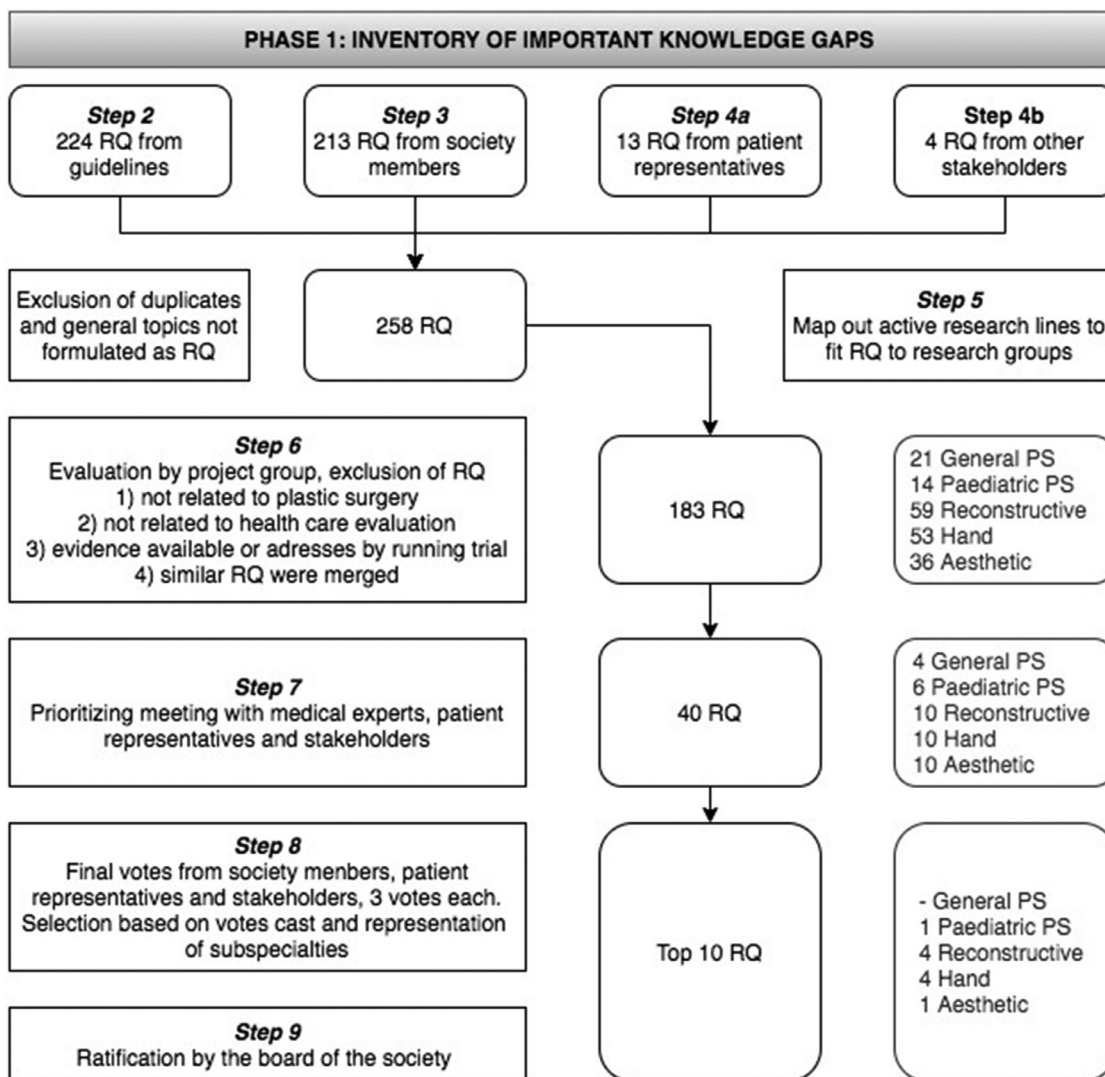 PHASE 1: INVENTORY OF IMPORTANT KNOWLEDGE GAPS
Step 2
224 RQ from
guidelines
Step 3
213 RQ from society
members
Step 4a
13 RQ from patient
representatives
Step 4b
4 RQ from other
stakeholders
Exclusion of duplicates
and general topics not
formulated as RQ
258 RQ
Step 5
Map out active research lines to
fit RQ to research groups
Step 6
Evaluation by project group, exclusion of RQ
1) not related to plastic surgery
2) not related to health care evaluation
3) evidence available or adresses by running trial
4) similar RQ were merged
183 RQ
21 General PS
14 Paediatric PS
59 Reconstructive
53 Hand
36 Aesthetic
Step 7
Prioritizing meeting with medical experts, patient
representatives and stakeholders
40 RQ
4 General PS
6 Paediatric PS
10 Reconstructive
10 Hand
10 Aesthetic
Step 8
Final votes from society menbers, patient
representatives and stakeholders, 3 votes each.
Selection based on votes cast and representation
of subspecialties
Top 10 RQ
- General PS
1 Paediatric PS
4 Reconstructive
4 Hand
1 Aesthetic
Step 9
Ratification by the board of the society